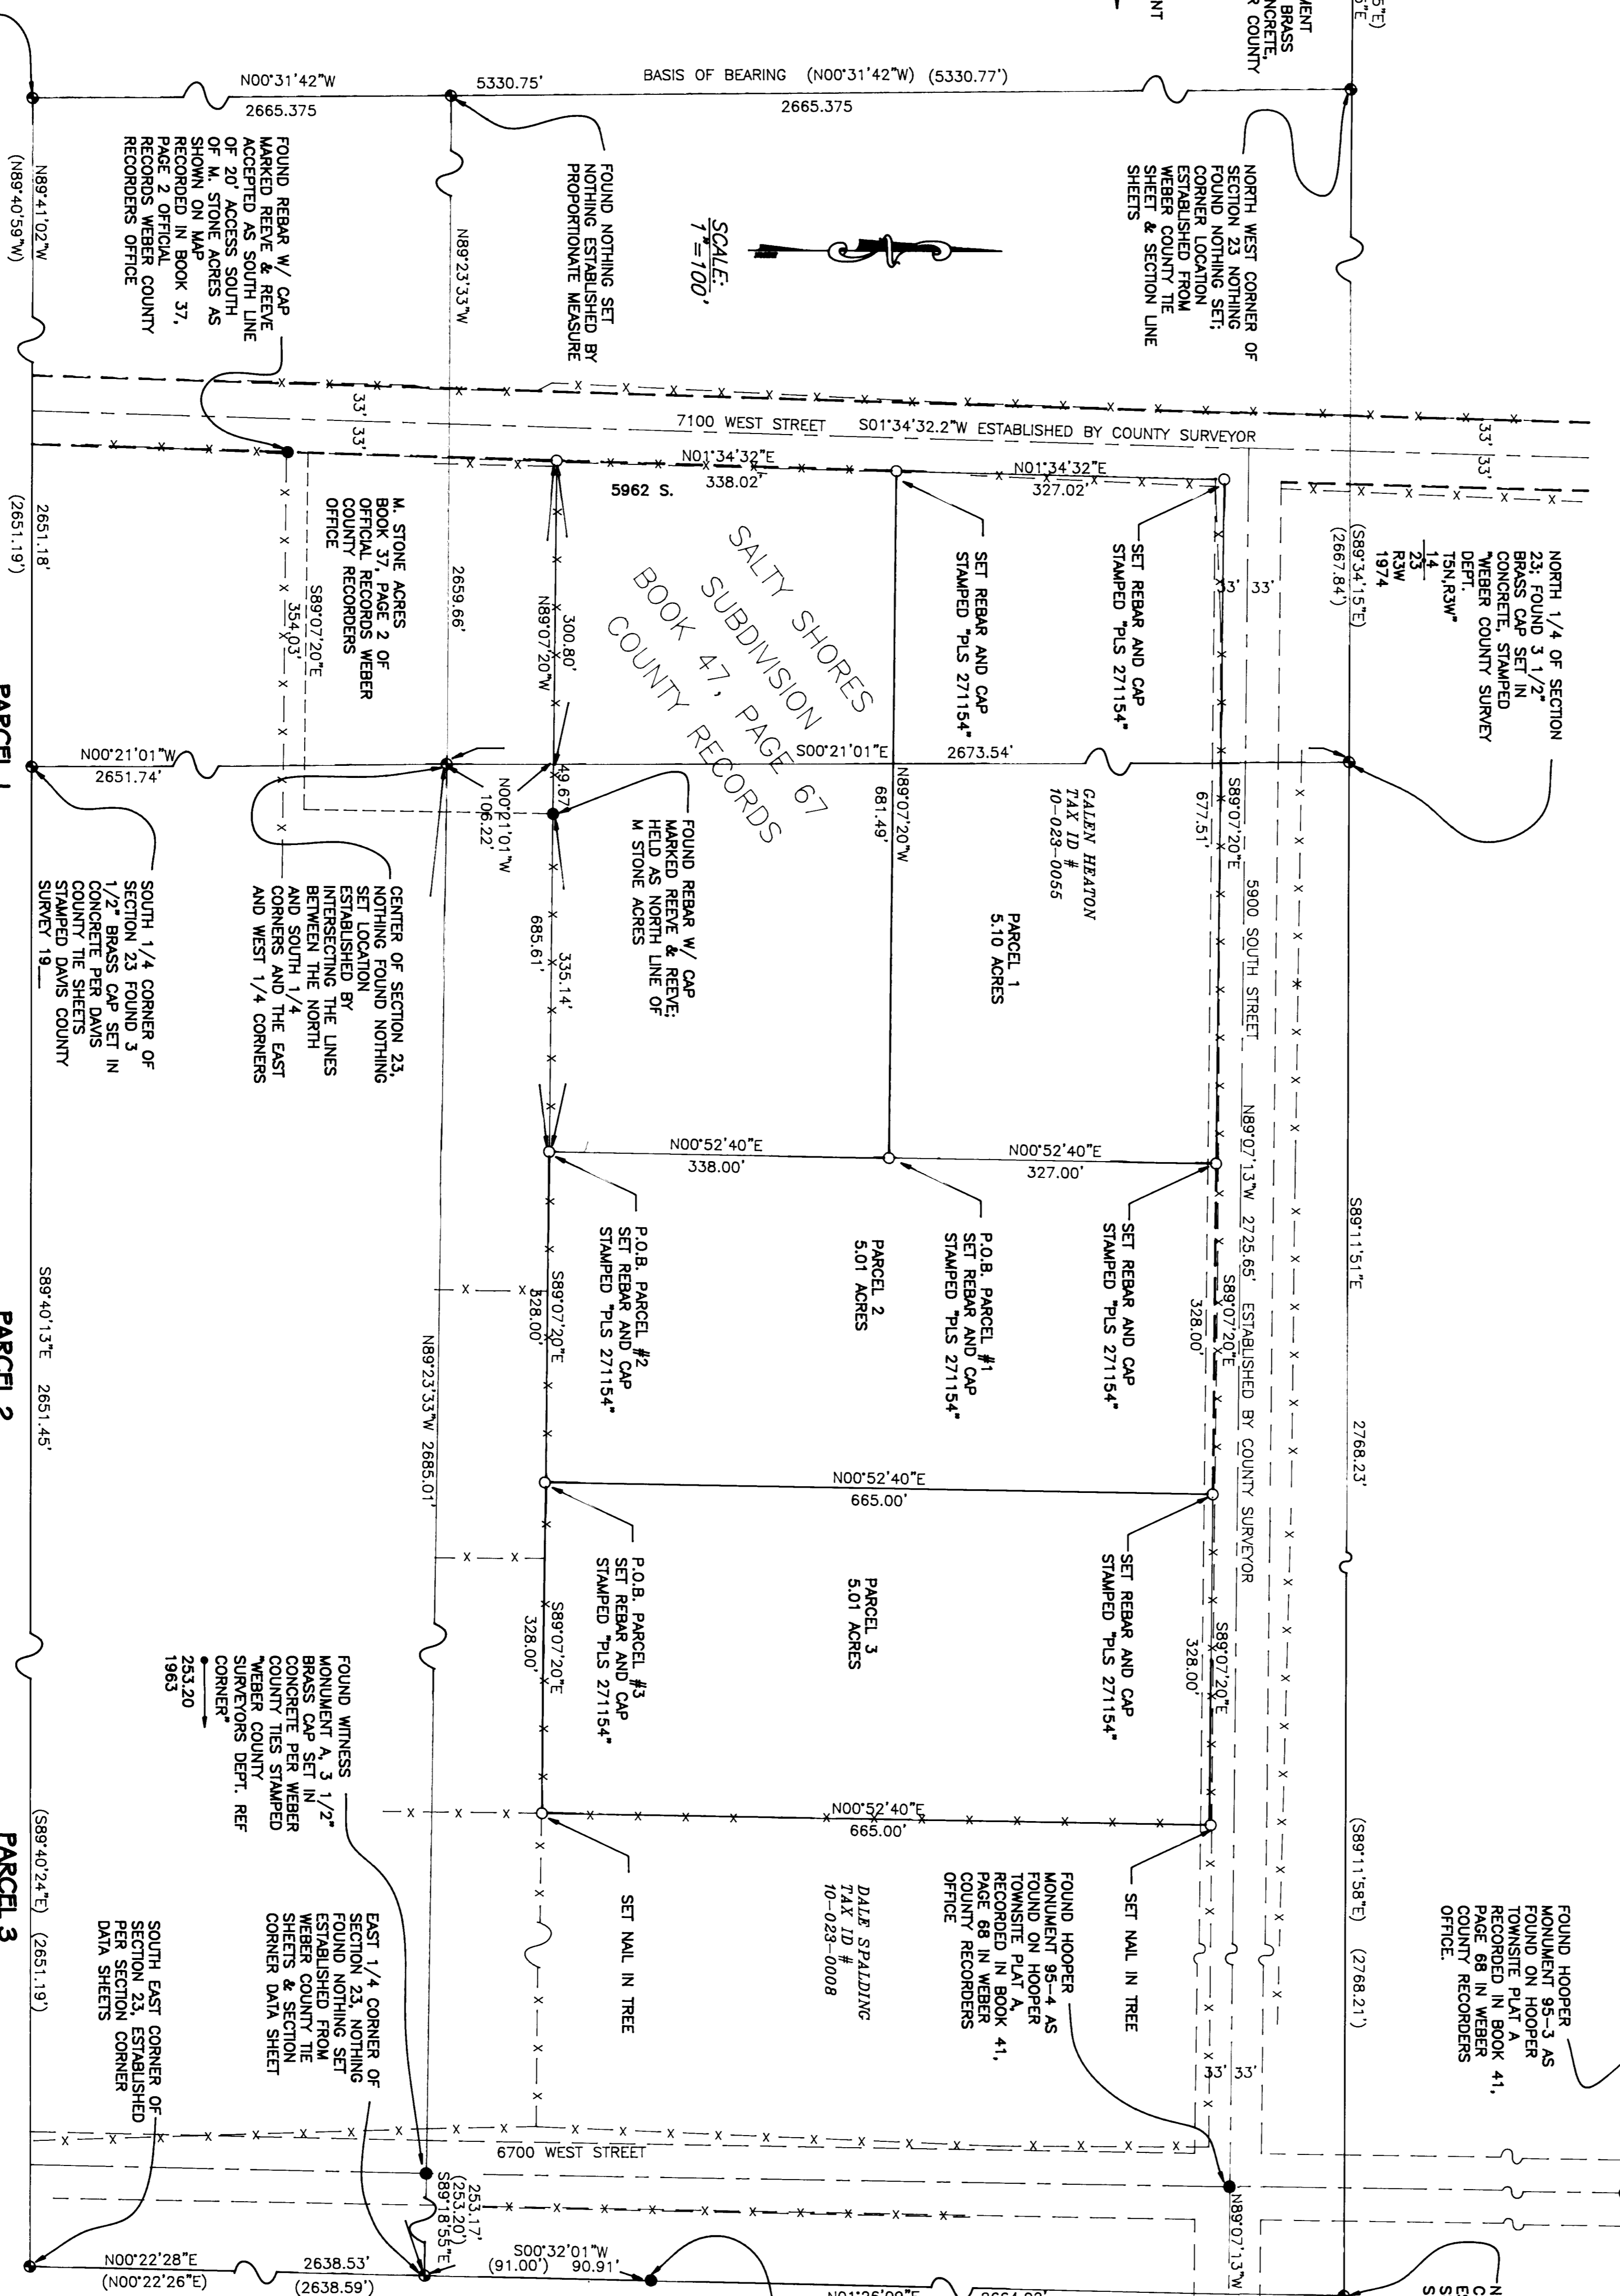 5"E)
5"E
MENT
BRASS
NCRETE,
R COUNTY
NT
N00°31'42"W
2665.375
5330.75'
BASIS OF BEARING (N00°31'42"W) (5330.77')
2665.375
NORTH WEST CORNER OF
SECTION 23 NOTHING
FOUND NOTHING SET;
CORNER LOCATION
ESTABLISHED FROM
WEBER COUNTY TIE
SHEET & SECTION LINE
SHEETS
FOUND NOTHING SET
NOTHING ESTABLISHED BY
PROPORTIONATE MEASURE
FOUND REBAR W/ CAP
MARKED REEVE & REEVE
ACCEPTED AS SOUTH LINE
OF 20' ACCESS SOUTH
OF M. STONE ACRES AS
SHOWN ON MAP
RECORDED IN BOOK 37,
PAGE 2 OFFICIAL
RECORDS WEBER COUNTY
RECORDERS OFFICE
N89°41'02"W
(N89°40'59"W)
N89°23'33"W
SCALE:
1"=100'
33' 33'
7100 WEST STREET S01°34'32.2"W ESTABLISHED BY COUNTY SURVEYOR
33' 33'
N01°34'32"E
338.02'
5962 S.
N01°34'32"E
327.02'
NORTH 1/4 OF SECTION
23; FOUND 3 1/2"
BRASS CAP SET IN
CONCRETE, STAMPED
"WEBER COUNTY SURVEY
DEPT.
T5N,R3W"
14
23
R3W
1974
(S89°34'15"E)
(2667.84')
SET REBAR AND CAP
STAMPED "PLS 271154"
SET REBAR AND CAP
STAMPED "PLS 271154"
33' 33'
SALTY SHORES
SUBDIVISION
BOOK 47, PAGE 67
COUNTY RECORDS
M. STONE ACRES
BOOK 37, PAGE 2 OF
OFFICIAL RECORDS WEBER
COUNTY RECORDERS
OFFICE
S89°07'20"E
354.03'
2651.18'
(2651.19')
2659.66'
300.80'
N89°07'20"W
N00°21'01"W
2651.74'
S00°21'01"E 2673.54'
49.67
N00°21'01"W
106.22'
N89°07'20"W
681.49'
S89°07'20"E
677.51'
GALEN HEATON
TAX ID #
10-023-0055
PARCEL 1
5.10 ACRES
5900 SOUTH STREET
N89°07'13"W 2725.65' ESTABLISHED BY COUNTY SURVEYOR
FOUND REBAR W/ CAP
MARKED REEVE & REEVE;
HELD AS NORTH LINE OF
M STONE ACRES
335.14'
685.61'
CENTER OF SECTION 23,
NOTHING FOUND NOTHING
SET LOCATION
ESTABLISHED BY
INTERSECTING THE LINES
BETWEEN THE NORTH
AND SOUTH 1/4
CORNERS AND THE EAST
AND WEST 1/4 CORNERS
SOUTH 1/4 CORNER OF
SECTION 23 FOUND 3
1/2" BRASS CAP SET IN
CONCRETE PER DAVIS
COUNTY TIE SHEETS
STAMPED DAVIS COUNTY
SURVEY 19__
PARCEL 1
N00°52'40"E
338.00'
N00°52'40"E
327.00'
SET REBAR AND CAP
STAMPED "PLS 271154"
P.O.B. PARCEL #1
SET REBAR AND CAP
STAMPED "PLS 271154"
PARCEL 2
5.01 ACRES
P.O.B. PARCEL #2
SET REBAR AND CAP
STAMPED "PLS 271154"
S89°11'51"E 2768.23'
S89°07'20"E
328.00'
S89°07'20"E
328.00'
N89°23'33"W 2685.01'
S89°40'13"E 2651.45'
PARCEL 2
N00°52'40"E
665.00'
SET REBAR AND CAP
STAMPED "PLS 271154"
PARCEL 3
5.01 ACRES
P.O.B. PARCEL #3
SET REBAR AND CAP
STAMPED "PLS 271154"
S89°07'20"E
328.00'
S89°07'20"E
328.00'
N00°52'40"E
665.00'
FOUND WITNESS
MONUMENT A, 3 1/2"
BRASS CAP SET IN
CONCRETE PER WEBER
COUNTY TIES STAMPED
"WEBER COUNTY
SURVEYORS DEPT. REF
CORNER"
253.20
1963
(S89°11'58"E) (2768.21')
FOUND HOOPER
MONUMENT 95-3 AS
FOUND ON HOOPER
TOWNSITE PLAT A
RECORDED IN BOOK 41,
PAGE 68 IN WEBER
COUNTY RECORDERS
OFFICE.
SET NAIL IN TREE
FOUND HOOPER
MONUMENT 95-4 AS
FOUND ON HOOPER
TOWNSITE PLAT A,
RECORDED IN BOOK 41,
PAGE 68 IN WEBER
COUNTY RECORDERS
OFFICE
DALE SPALDING
TAX ID #
10-023-0008
SET NAIL IN TREE
EAST 1/4 CORNER OF
SECTION 23, NOTHING
FOUND NOTHING SET
ESTABLISHED FROM
WEBER COUNTY TIE
SHEETS & SECTION
CORNER DATA SHEET
SOUTH EAST CORNER OF
SECTION 23, ESTABLISHED
PER SECTION CORNER
DATA SHEETS
(S89°40'24"E) (2651.19')
PARCEL 3
33' 33'
6700 WEST STREET
253.17'
(253.20')
S89°18'55"E
N89°07'13"W
N00°22'28"E 2638.53'
(N00°22'26"E) (2638.59')
S00°32'01"W
(91.00') 90.91'